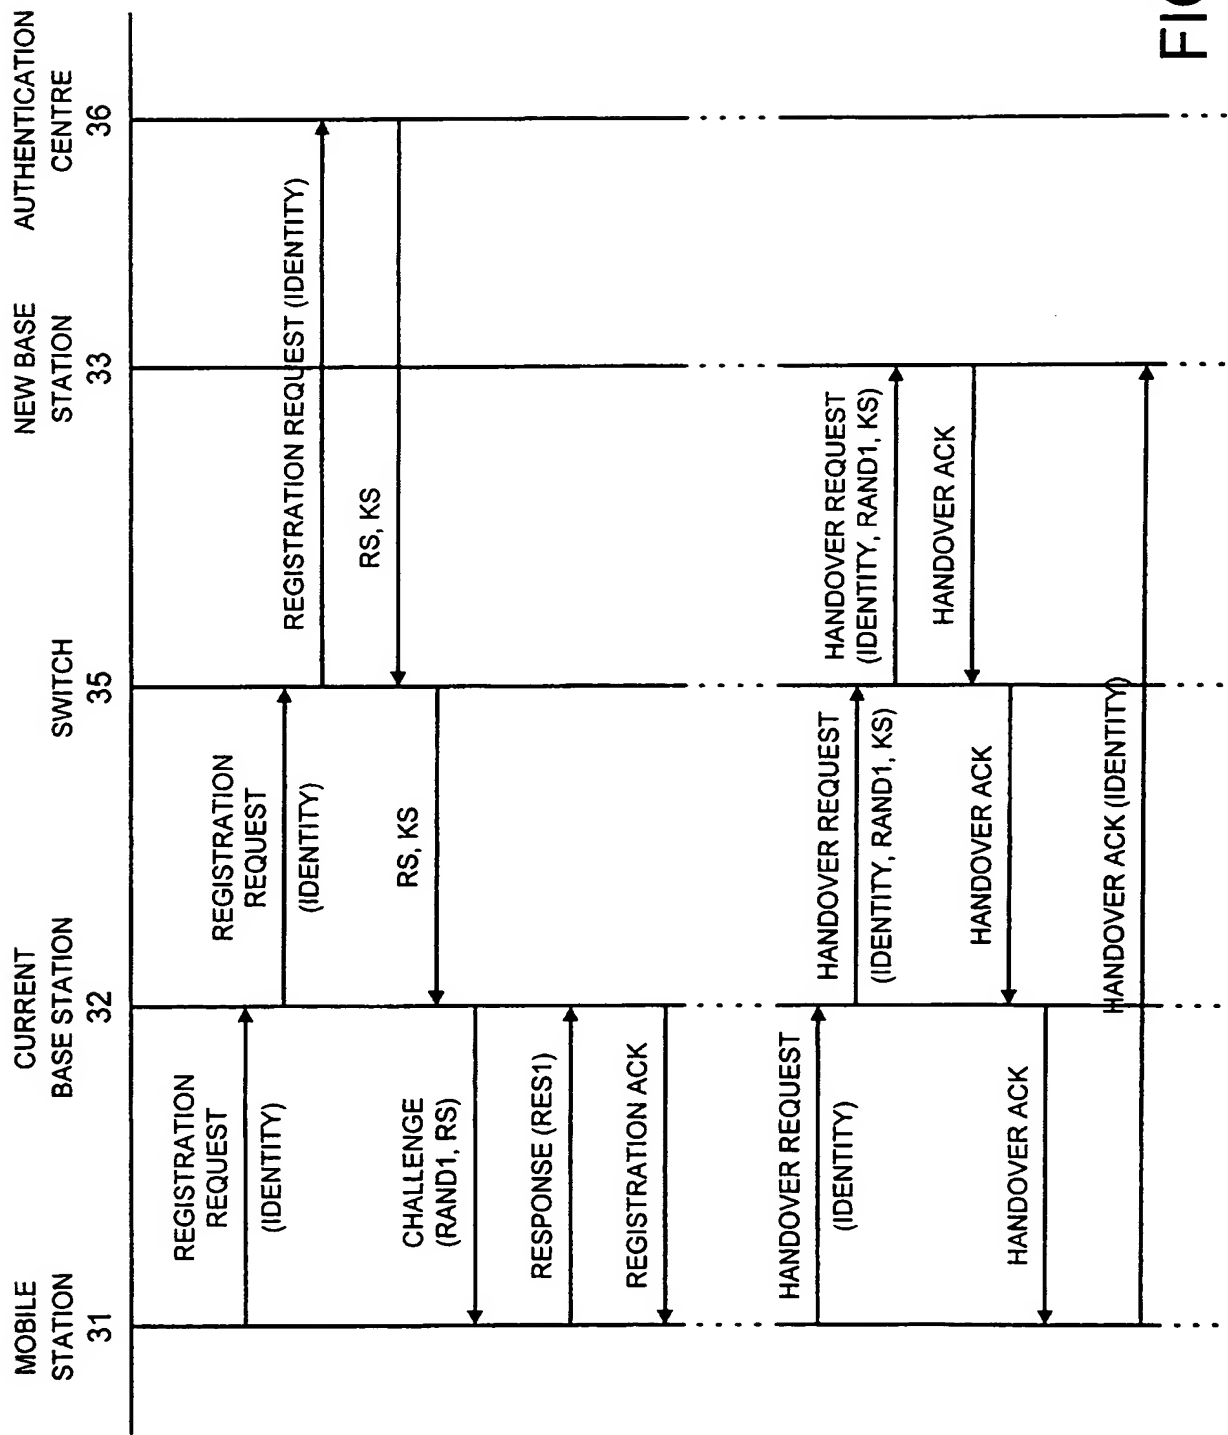 MOBILE
STATION
31
CURRENT
BASE STATION
32
SWITCH
35
NEW BASE
STATION
33
AUTHENTICATION
CENTRE
36
REGISTRATION
REQUEST
(IDENTITY)
REGISTRATION
REQUEST
(IDENTITY)
REGISTRATION REQUEST (IDENTITY)
RS, KS
RS, KS
CHALLENGE
(RAND1, RS)
RESPONSE (RES1)
REGISTRATION ACK
HANDOVER REQUEST
(IDENTITY)
HANDOVER REQUEST
(IDENTITY, RAND1, KS)
HANDOVER REQUEST
(IDENTITY, RAND1, KS)
HANDOVER ACK
HANDOVER ACK
HANDOVER ACK
HANDOVER ACK (IDENTITY)